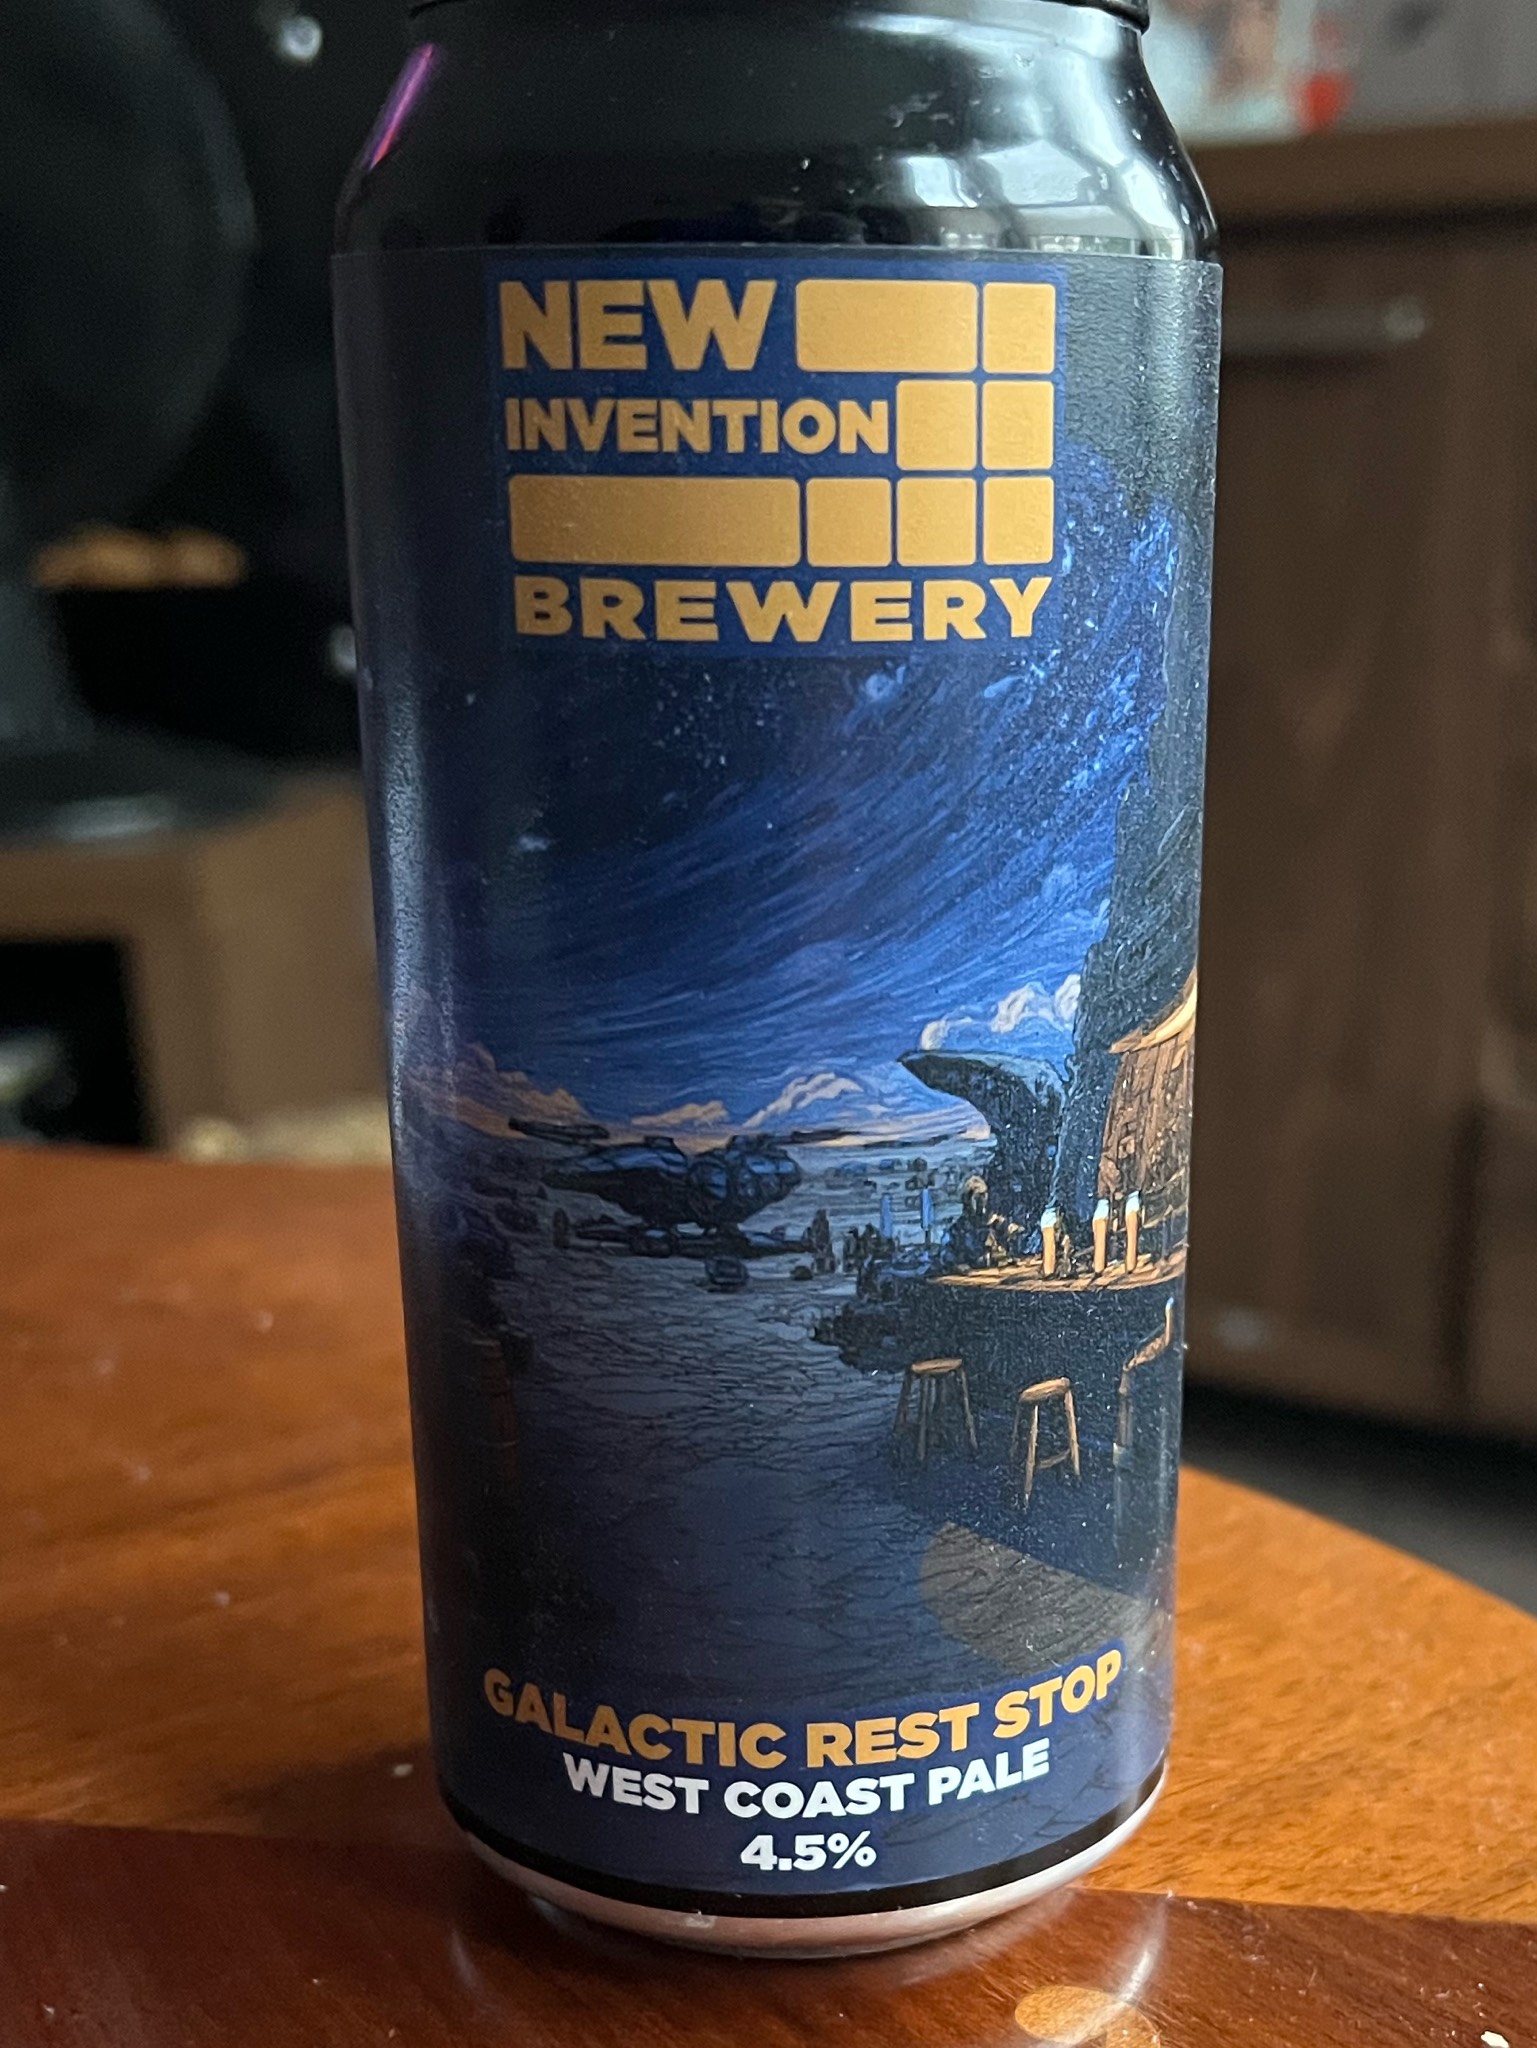 NEW
INVENTION
BREWERY
GALACTIC REST STOP
WEST COAST PALE
4.5%